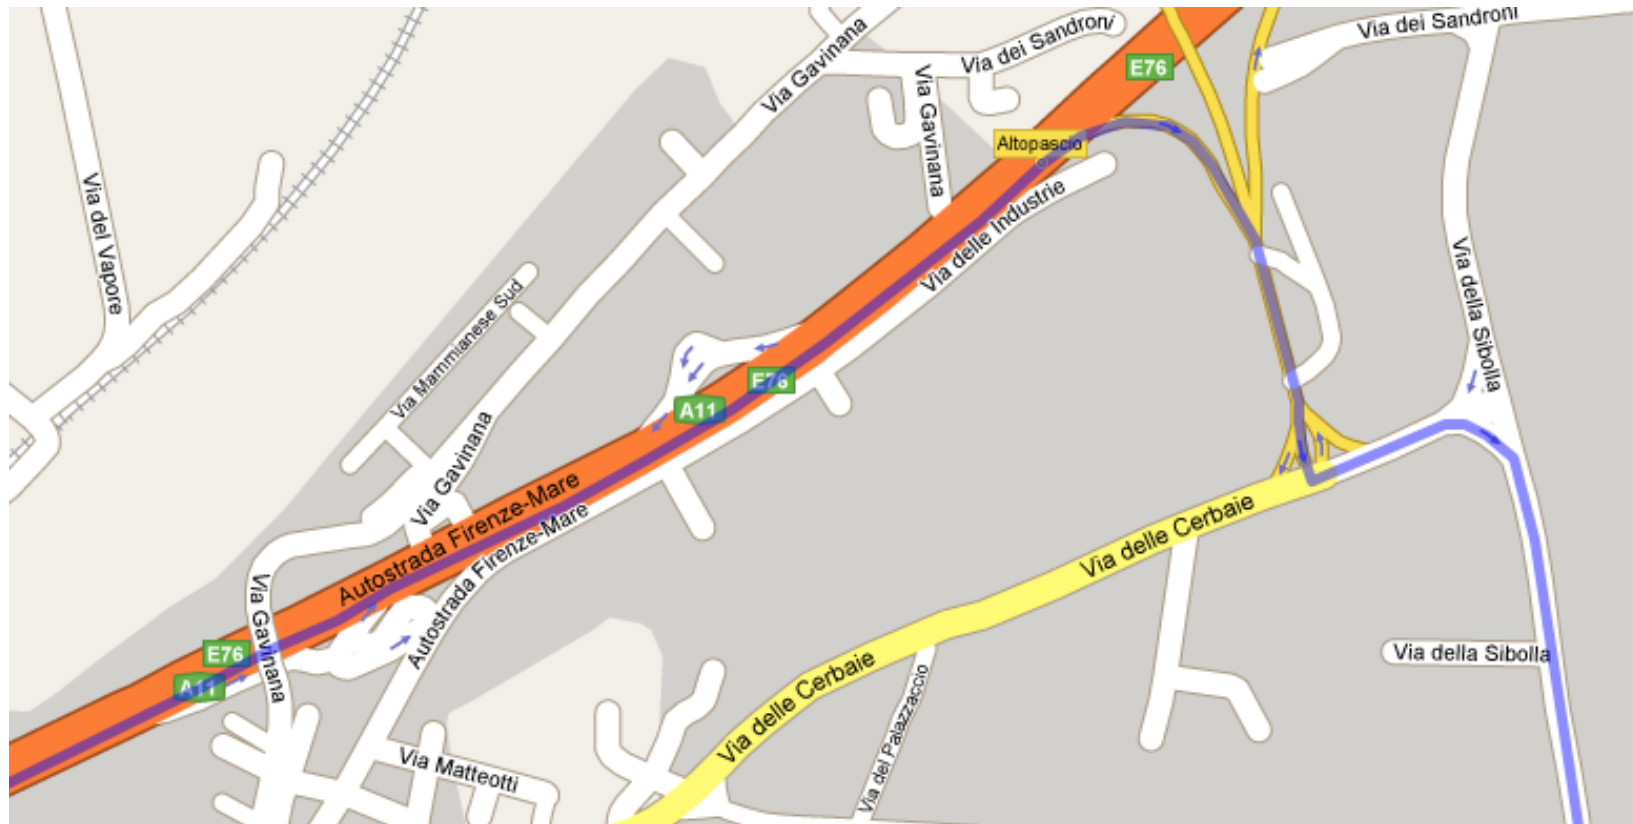 Via dei Sandroni
Via Gavinana
Via dei Sandroni
E76
Via Gavinana
Altopascio
Via del Vapore
Via delle Industrie
Via della Sibolla
Via Mammianese Sud
E76
A11
Via Gavinana
Autostrada Firenze-Mare
Autostrada Firenze-Mare
Via delle Cerbaie
Via Gavinana
E76
A11
Via della Sibolla
Via delle Cerbaie
Via del Palazzaccio
Via Matteotti